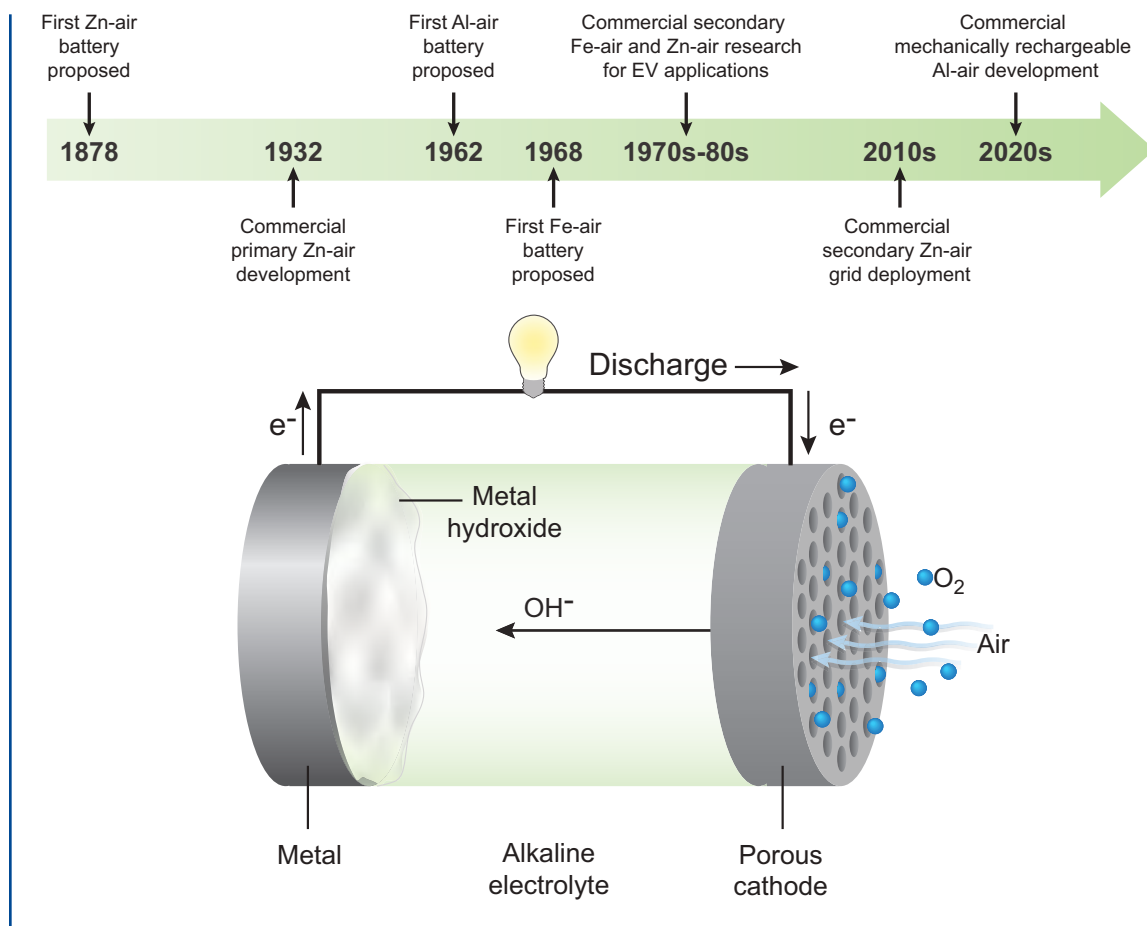 First Zn-air
battery
proposed
First Al-air
battery
proposed
Commercial secondary
Fe-air and Zn-air research
for EV applications
Commercial
mechanically rechargeable
Al-air development
1878
1932
1962
1968
1970s-80s
2010s
2020s
Commercial
primary Zn-air
development
First Fe-air
battery
proposed
Commercial
secondary Zn-air
grid deployment
Discharge
e⁻
e⁻
Metal
hydroxide
OH⁻
O₂
Air
Metal
Alkaline
electrolyte
Porous
cathode